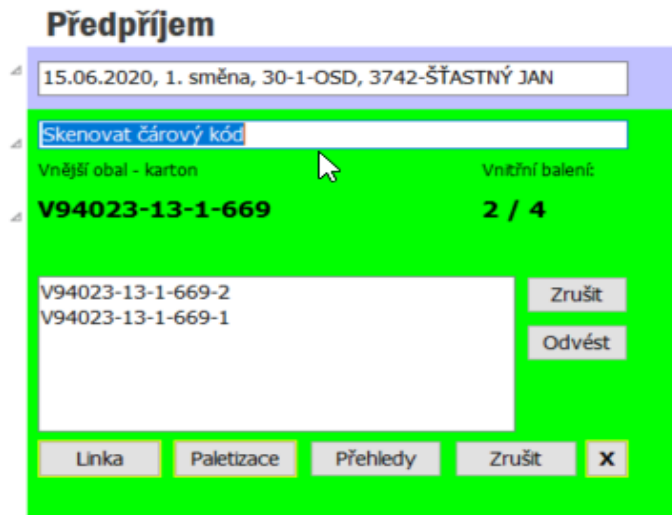 Předpříjem
15.06.2020, 1. směna, 30-1-OSD, 3742-ŠŤASTNÝ JAN
Skenovat čárový kód
Vnější obal - karton Vnitřní balení:
V94023-13-1-669 2 / 4
V94023-13-1-669-2 Zrušit
V94023-13-1-669-1
Odvést
Linka Paletizace Přehledy Zrušit X